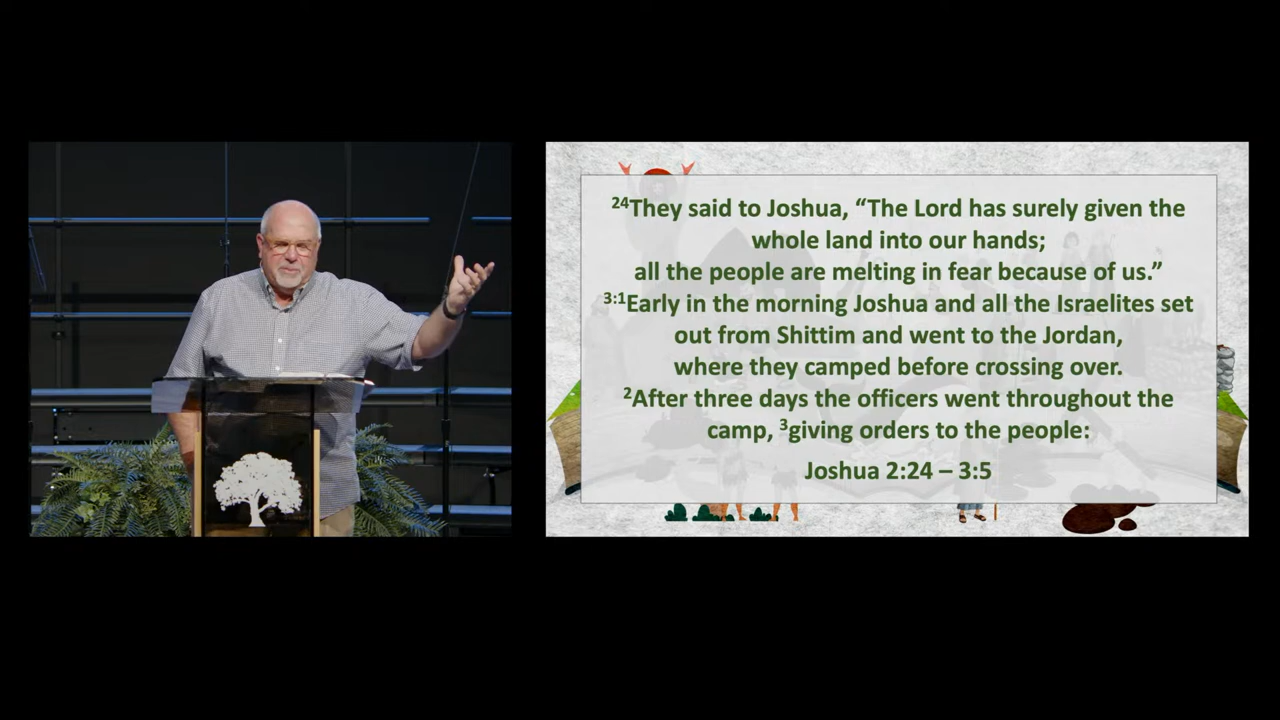 ²⁴They said to Joshua, “The Lord has surely given the
whole land into our hands;
all the people are melting in fear because of us.”
³:¹Early in the morning Joshua and all the Israelites set
out from Shittim and went to the Jordan,
where they camped before crossing over.
²After three days the officers went throughout the
camp, ³giving orders to the people:
Joshua 2:24 – 3:5